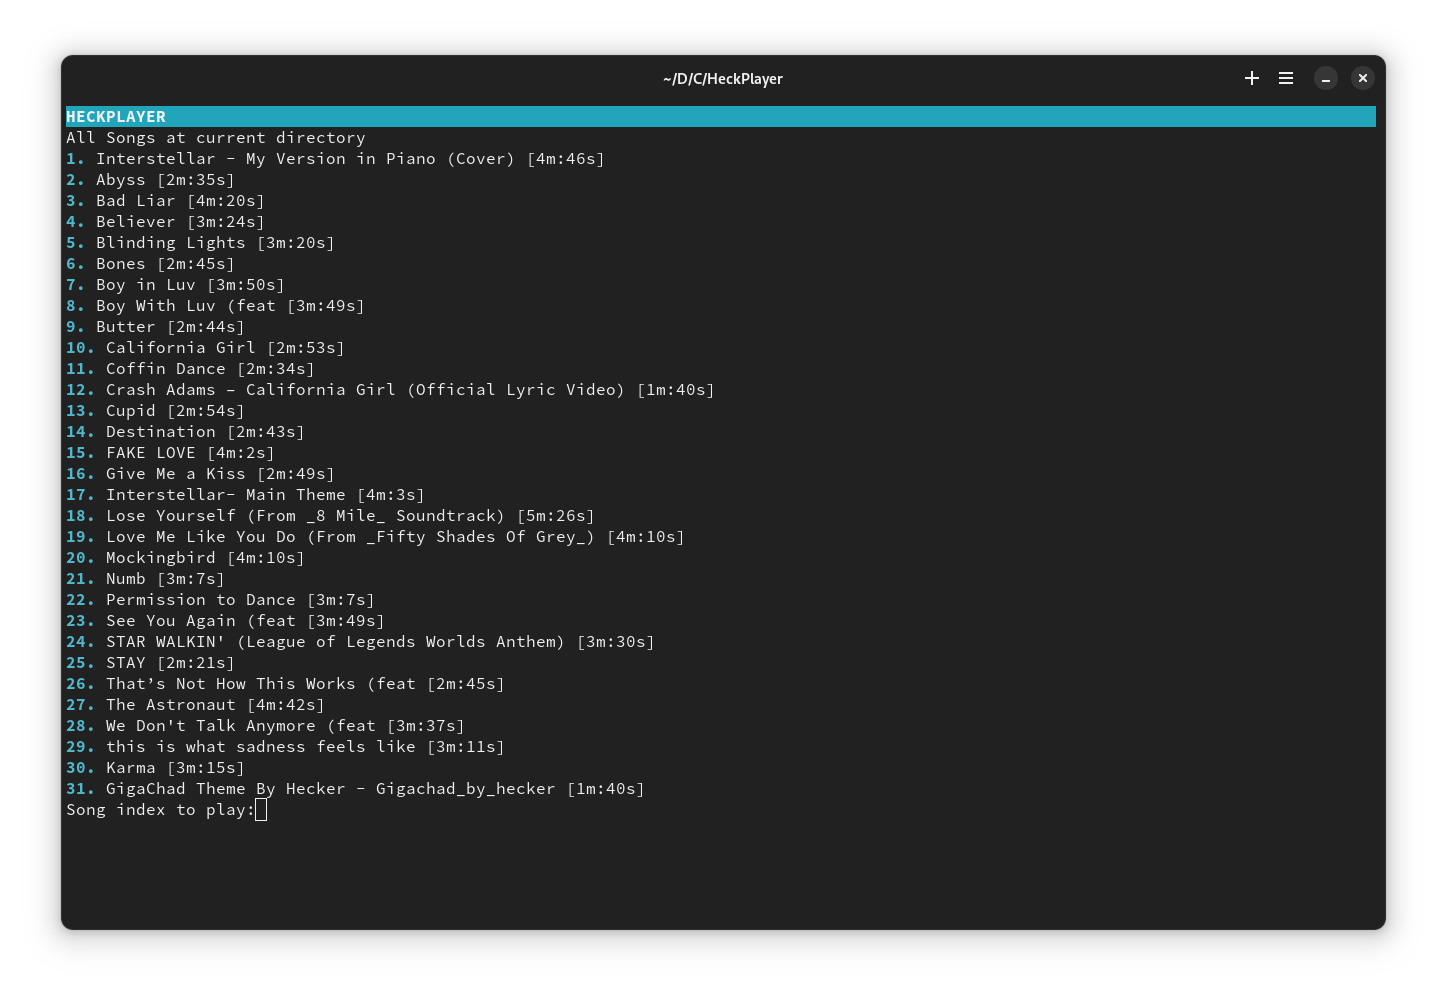 ~/D/C/HeckPlayer
HECKPLAYER
All Songs at current directory
1. Interstellar - My Version in Piano (Cover) [4m:46s]
2. Abyss [2m:35s]
3. Bad Liar [4m:20s]
4. Believer [3m:24s]
5. Blinding Lights [3m:20s]
6. Bones [2m:45s]
7. Boy in Luv [3m:50s]
8. Boy With Luv (feat [3m:49s]
9. Butter [2m:44s]
10. California Girl [2m:53s]
11. Coffin Dance [2m:34s]
12. Crash Adams – California Girl (Official Lyric Video) [1m:40s]
13. Cupid [2m:54s]
14. Destination [2m:43s]
15. FAKE LOVE [4m:2s]
16. Give Me a Kiss [2m:49s]
17. Interstellar- Main Theme [4m:3s]
18. Lose Yourself (From _8 Mile_ Soundtrack) [5m:26s]
19. Love Me Like You Do (From _Fifty Shades Of Grey_) [4m:10s]
20. Mockingbird [4m:10s]
21. Numb [3m:7s]
22. Permission to Dance [3m:7s]
23. See You Again (feat [3m:49s]
24. STAR WALKIN' (League of Legends Worlds Anthem) [3m:30s]
25. STAY [2m:21s]
26. That’s Not How This Works (feat [2m:45s]
27. The Astronaut [4m:42s]
28. We Don't Talk Anymore (feat [3m:37s]
29. this is what sadness feels like [3m:11s]
30. Karma [3m:15s]
31. GigaChad Theme By Hecker - Gigachad_by_hecker [1m:40s]
Song index to play: